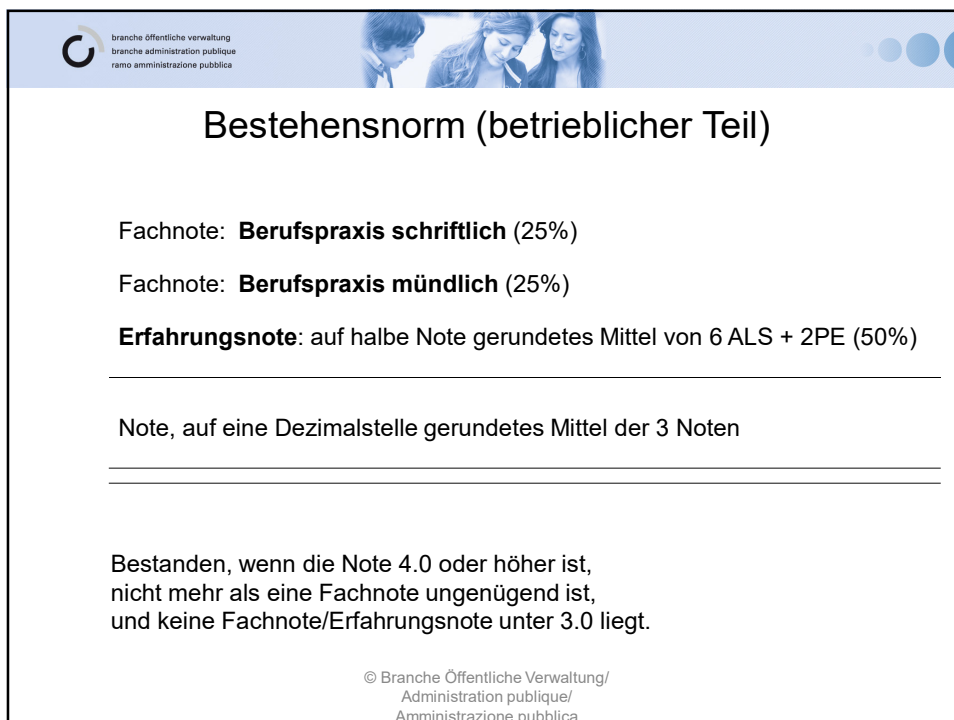 branche öffentliche verwaltung
branche administration publique
ramo amministrazione pubblica
Bestehensnorm (betrieblicher Teil)
Fachnote: Berufspraxis schriftlich (25%)
Fachnote: Berufspraxis mündlich (25%)
Erfahrungsnote: auf halbe Note gerundetes Mittel von 6 ALS + 2PE (50%)
Note, auf eine Dezimalstelle gerundetes Mittel der 3 Noten
Bestanden, wenn die Note 4.0 oder höher ist,
nicht mehr als eine Fachnote ungenügend ist,
und keine Fachnote/Erfahrungsnote unter 3.0 liegt.
© Branche Öffentliche Verwaltung/
Administration publique/
Amministrazione pubblica